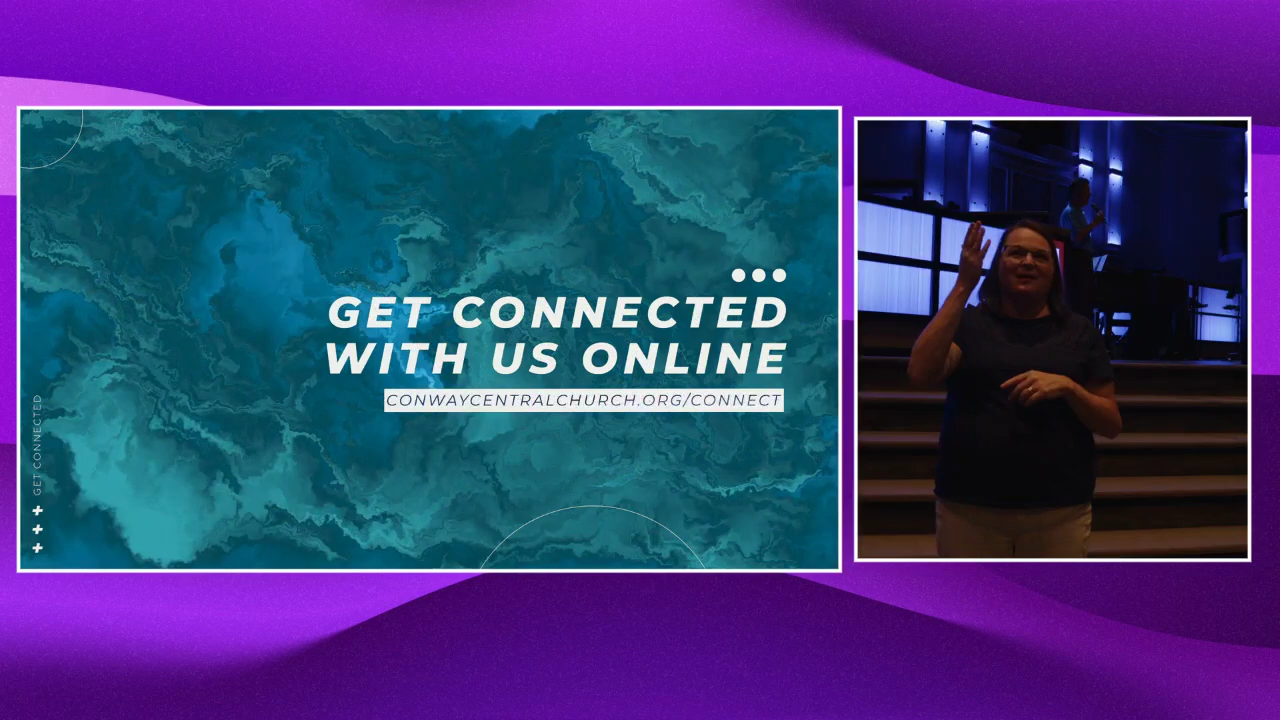 GET CONNECTED
WITH US ONLINE
CONWAYCENTRALCHURCH.ORG/CONNECT
GET CONNECTED